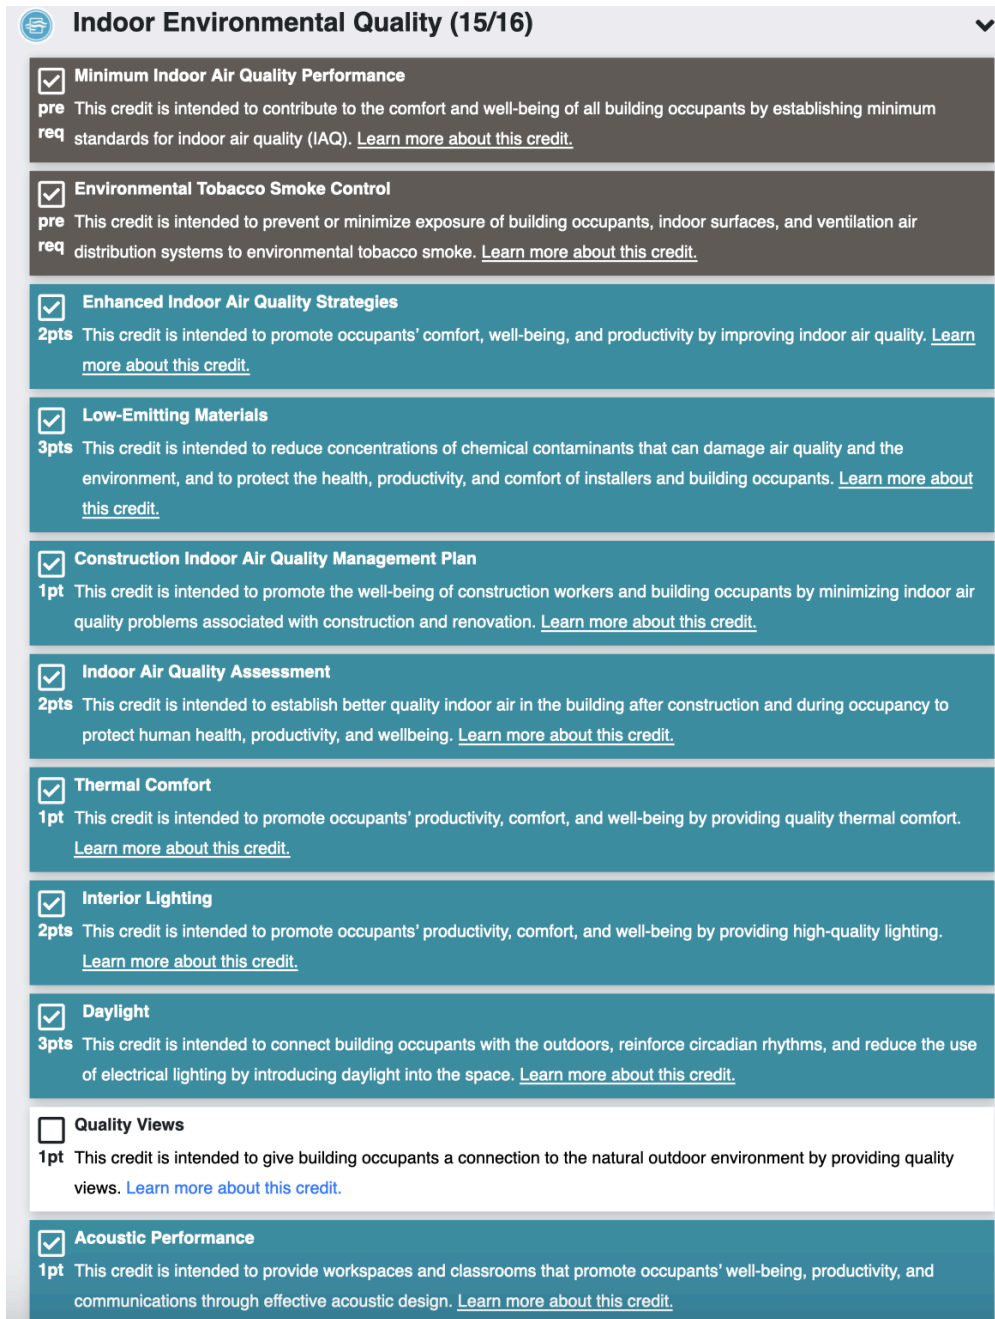 Indoor Environmental Quality (15/16)
Minimum Indoor Air Quality Performance
pre This credit is intended to contribute to the comfort and well-being of all building occupants by establishing minimum
req standards for indoor air quality (IAQ). Learn more about this credit.
Environmental Tobacco Smoke Control
pre This credit is intended to prevent or minimize exposure of building occupants, indoor surfaces, and ventilation air
req distribution systems to environmental tobacco smoke. Learn more about this credit.
Enhanced Indoor Air Quality Strategies
2pts This credit is intended to promote occupants' comfort, well-being, and productivity by improving indoor air quality. Learn
more about this credit.
Low-Emitting Materials
3pts This credit is intended to reduce concentrations of chemical contaminants that can damage air quality and the
environment, and to protect the health, productivity, and comfort of installers and building occupants. Learn more about
this credit.
Construction Indoor Air Quality Management Plan
1pt This credit is intended to promote the well-being of construction workers and building occupants by minimizing indoor air
quality problems associated with construction and renovation. Learn more about this credit.
Indoor Air Quality Assessment
2pts This credit is intended to establish better quality indoor air in the building after construction and during occupancy to
protect human health, productivity, and wellbeing. Learn more about this credit.
Thermal Comfort
1pt This credit is intended to promote occupants' productivity, comfort, and well-being by providing quality thermal comfort.
Learn more about this credit.
Interior Lighting
2pts This credit is intended to promote occupants' productivity, comfort, and well-being by providing high-quality lighting.
Learn more about this credit.
Daylight
3pts This credit is intended to connect building occupants with the outdoors, reinforce circadian rhythms, and reduce the use
of electrical lighting by introducing daylight into the space. Learn more about this credit.
Quality Views
1pt This credit is intended to give building occupants a connection to the natural outdoor environment by providing quality
views. Learn more about this credit.
Acoustic Performance
1pt This credit is intended to provide workspaces and classrooms that promote occupants' well-being, productivity, and
communications through effective acoustic design. Learn more about this credit.